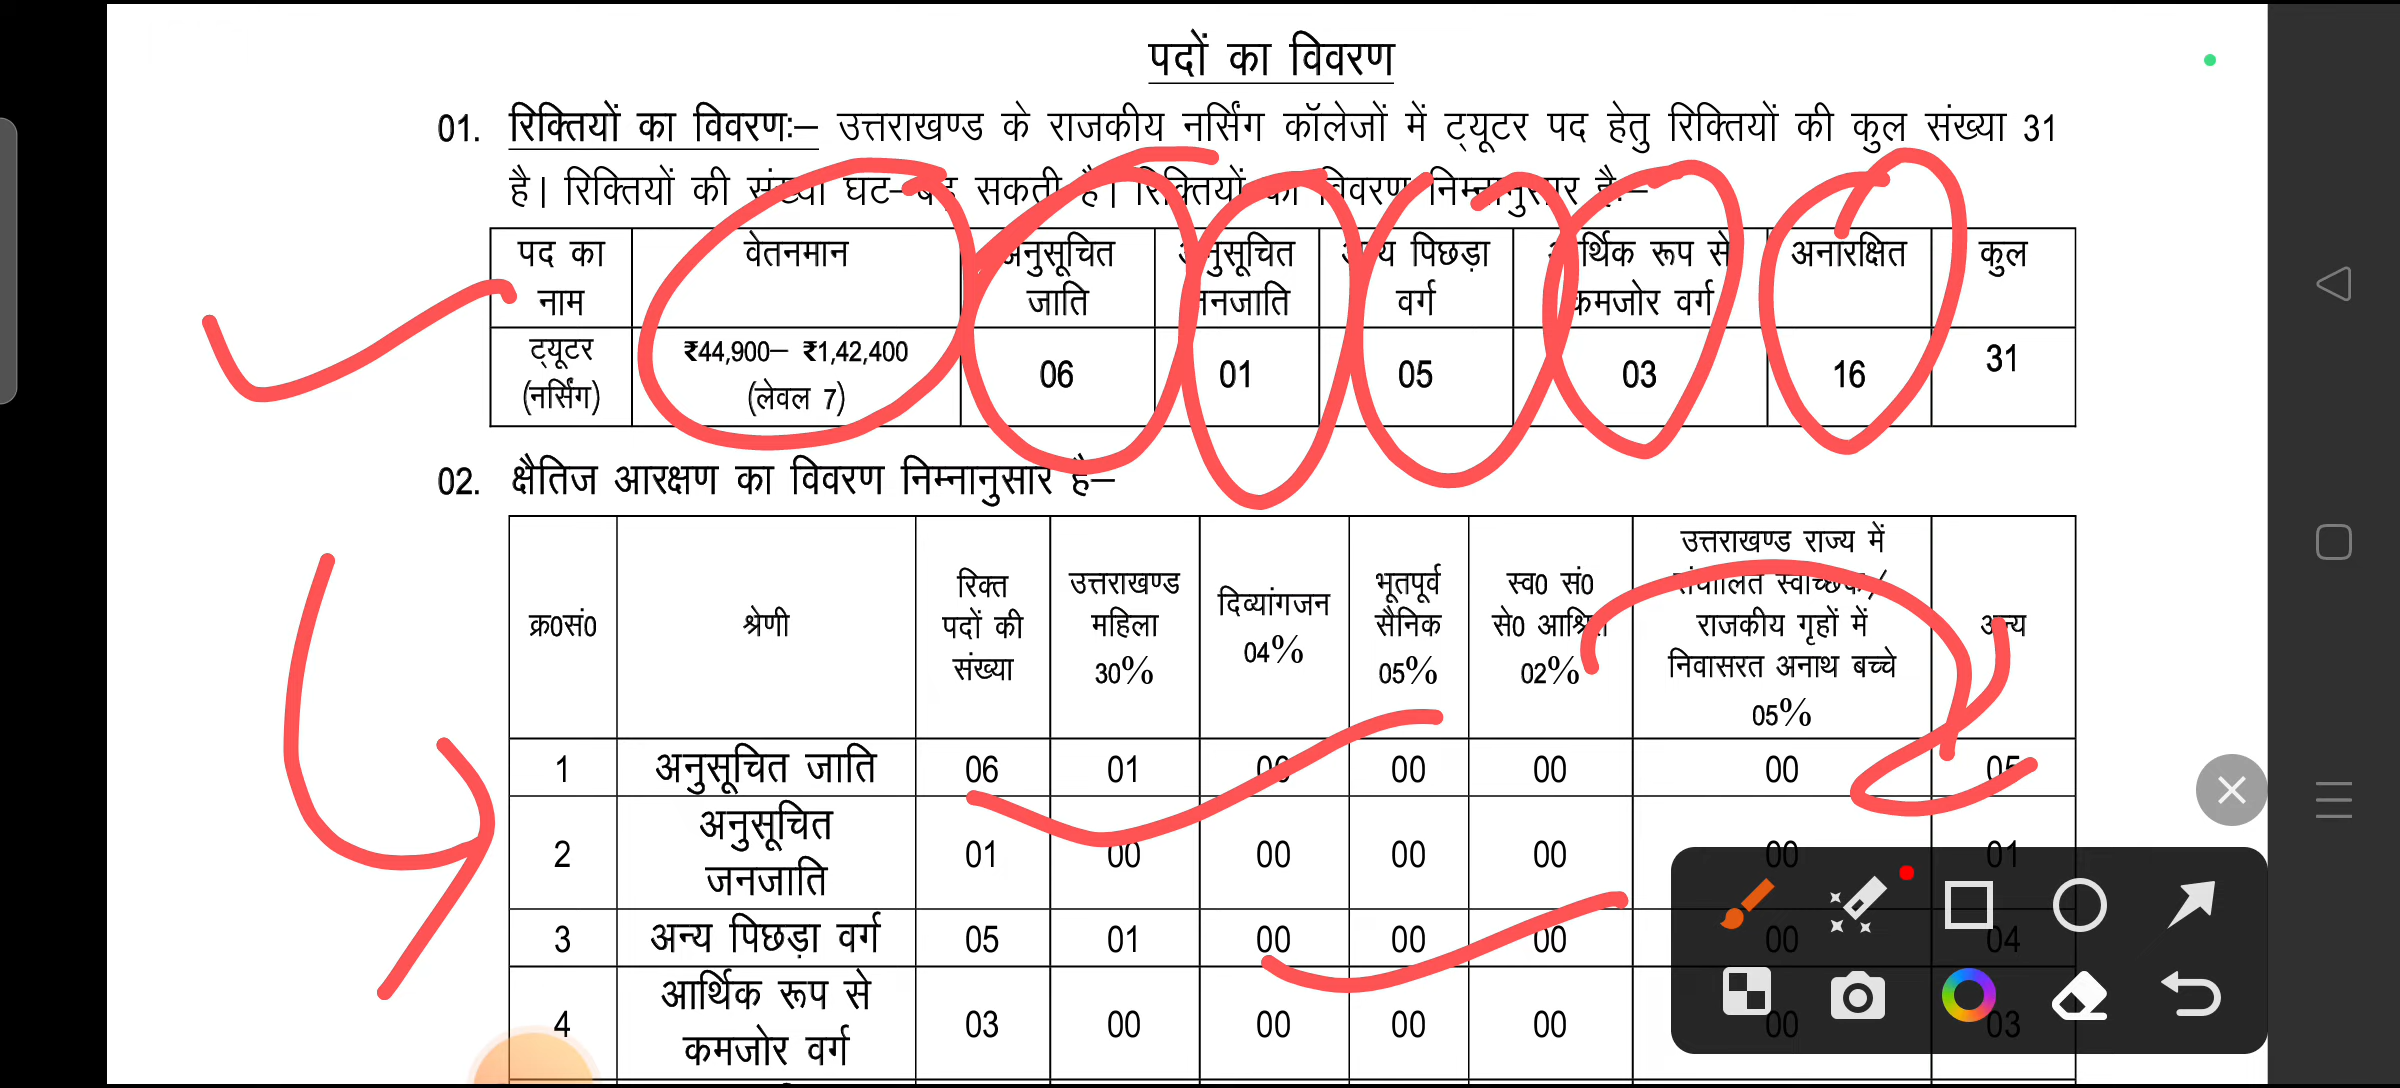 पदों का विवरण
01. रिक्तियों का विवरणः– उत्तराखण्ड के राजकीय नर्सिंग कॉलेजों में ट्यूटर पद हेतु रिक्तियों की कुल संख्या 31
है। रिक्तियों की संख्या घट–बढ़ सकती है। रिक्तियों का विवरण निम्नानुसार हैः–
पद का नाम वेतनमान अनुसूचित जाति अनुसूचित जनजाति अन्य पिछड़ा वर्ग आर्थिक रूप से कमजोर वर्ग अनारक्षित कुल
ट्यूटर (नर्सिंग) ₹44,900– ₹1,42,400 (लेवल 7) 06 01 05 03 16 31
02. क्षैतिज आरक्षण का विवरण निम्नानुसार है–
क्र0सं0 श्रेणी रिक्त पदों की संख्या उत्तराखण्ड महिला 30% दिव्यांगजन 04% भूतपूर्व सैनिक 05% स्व0 सं0 से0 आश्रित 02% उत्तराखण्ड राज्य में संचालित स्वैच्छिक/ राजकीय गृहों में निवासरत अनाथ बच्चे 05% अन्य
1 अनुसूचित जाति 06 01 00 00 00 00 05
2 अनुसूचित जनजाति 01 00 00 00 00 00 01
3 अन्य पिछड़ा वर्ग 05 01 00 00 00 00 04
4 आर्थिक रूप से कमजोर वर्ग 03 00 00 00 00 00 03